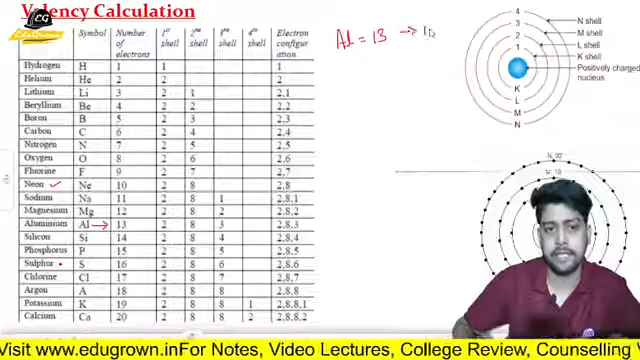 Valency Calculation
EG
Edugrown
Symbol Number of electrons 1st shell 2nd shell 3rd shell 4th shell Electron configuration
Hydrogen H 1 1 1
Helium He 2 2 2
Lithium Li 3 2 1 2,1
Beryllium Be 4 2 2 2,2
Boron B 5 2 3 2,3
Carbon C 6 2 4 2,4
Nitrogen N 7 2 5 2,5
Oxygen O 8 2 6 2,6
Fluorine F 9 2 7 2,7
Neon Ne 10 2 8 2,8
Sodium Na 11 2 8 1 2,8,1
Magnesium Mg 12 2 8 2 2,8,2
Aluminium Al 13 2 8 3 2,8,3
Silicon Si 14 2 8 4 2,8,4
Phosphorus P 15 2 8 5 2,8,5
Sulphur S 16 2 8 6 2,8,6
Chlorine Cl 17 2 8 7 2,8,7
Argon A 18 2 8 8 2,8,8
Potassium K 19 2 8 8 1 2,8,8,1
Calcium Ca 20 2 8 8 2 2,8,8,2
Al = 13 →
4
3
2
1
K
L
M
N
N shell
M shell
L shell
K shell
Positively charged nucleus
N, 32
M, 18
www.edugrown.inFor Notes, Video Lectures, College Review, Counselling